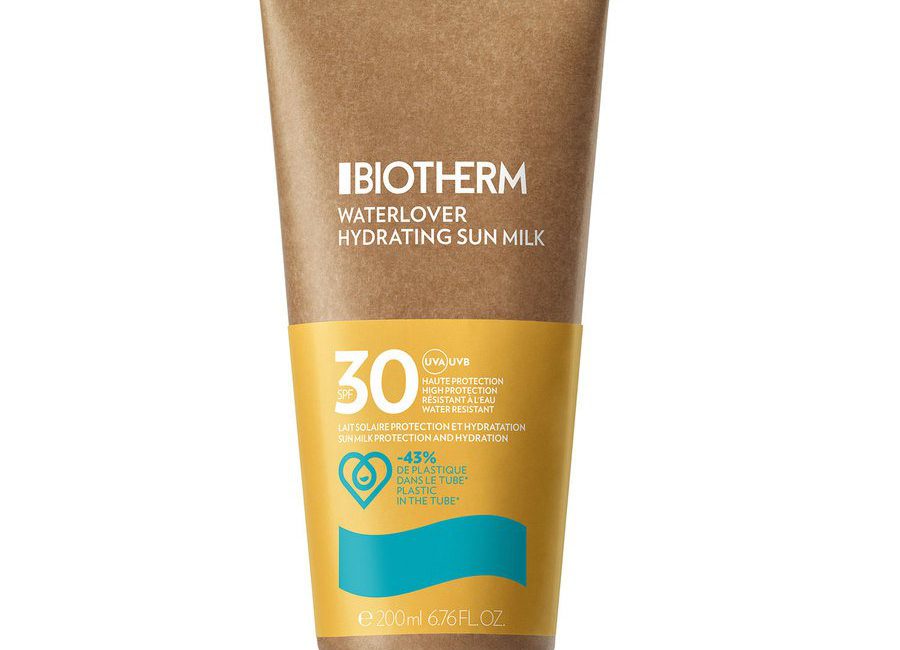 BIOTHERM
WATERLOVER
HYDRATING SUN MILK
SPF 30
UVA UVB
HAUTE PROTECTION
HIGH PROTECTION
RÉSISTANT À L'EAU
WATER RESISTANT
LAIT SOLAIRE PROTECTION ET HYDRATATION
SUN MILK PROTECTION AND HYDRATION
-43%
DE PLASTIQUE
DANS LE TUBE*
PLASTIC
IN THE TUBE*
e 200ml 6.76 FL. OZ.